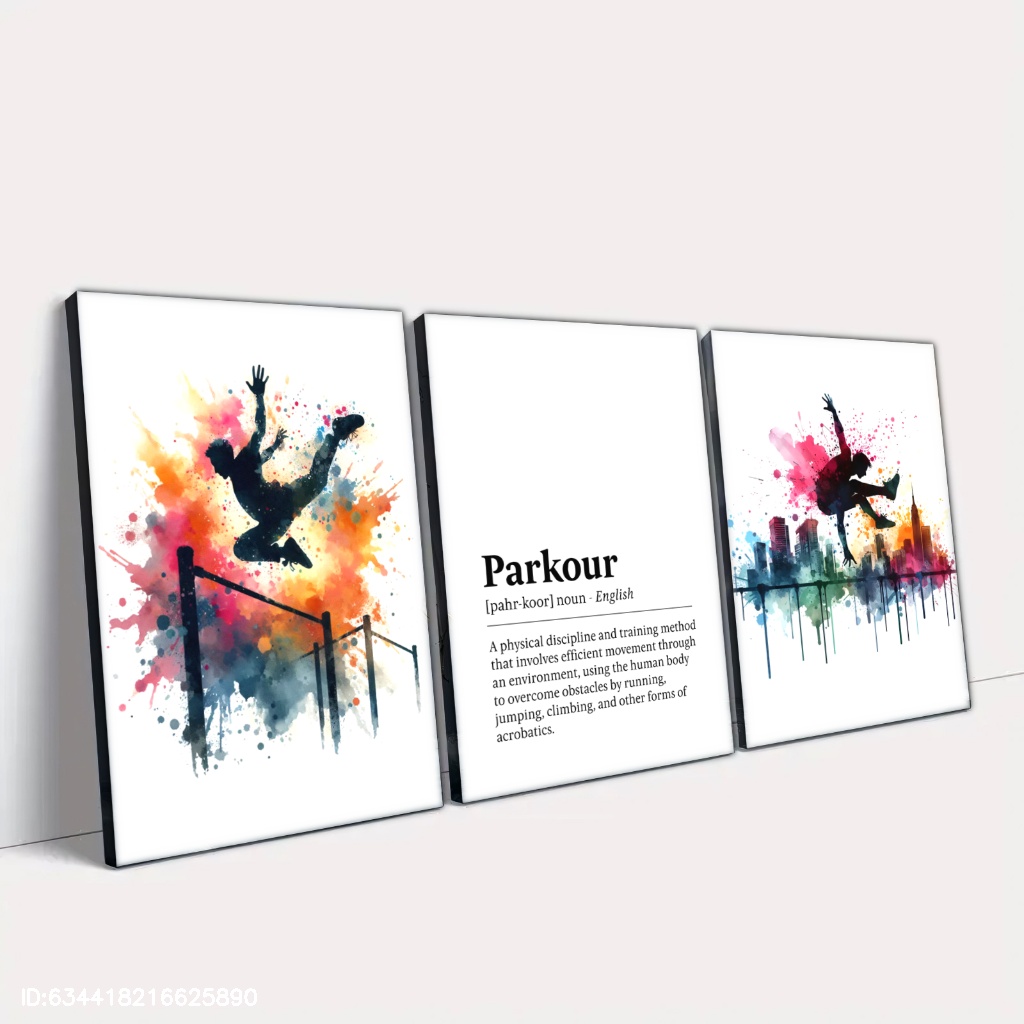 Parkour
[pahr-koor] noun - English
A physical discipline and training method
that involves efficient movement through
an environment, using the human body
to overcome obstacles by running,
jumping, climbing, and other forms of
acrobatics.
ID:634418216625890